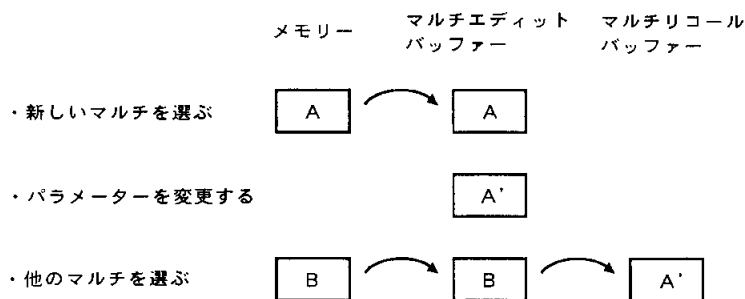 メモリー
マルチエディット
バッファー
マルチリコール
バッファー
・新しいマルチを選ぶ
A
A
・パラメーターを変更する
A'
・他のマルチを選ぶ
B
B
A'